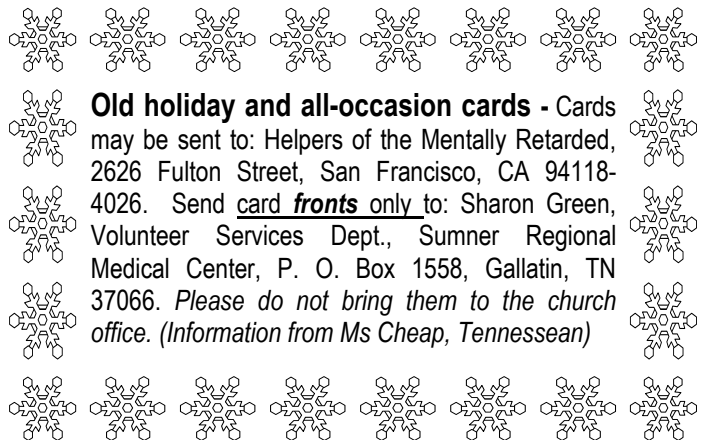 Old holiday and all-occasion cards - Cards
may be sent to: Helpers of the Mentally Retarded,
2626 Fulton Street, San Francisco, CA 94118-
4026. Send card fronts only to: Sharon Green,
Volunteer Services Dept., Sumner Regional
Medical Center, P. O. Box 1558, Gallatin, TN
37066. Please do not bring them to the church
office. (Information from Ms Cheap, Tennessean)